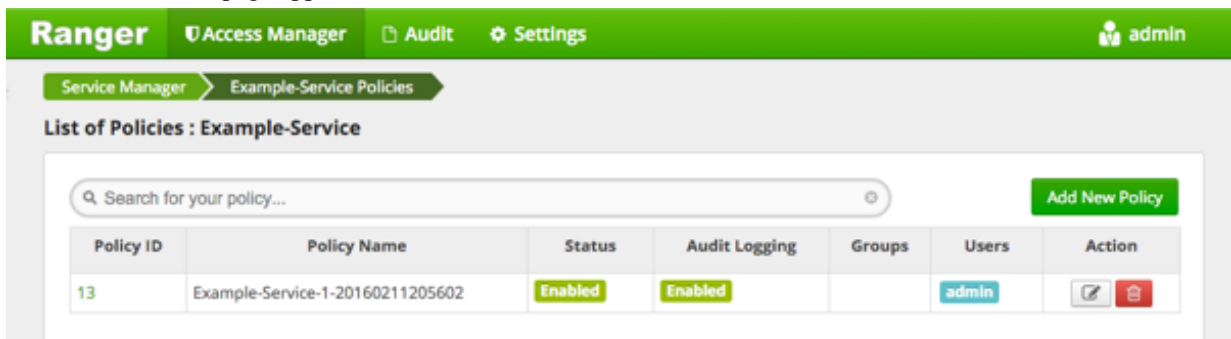 Ranger Access Manager Audit Settings admin
Service Manager Example-Service Policies
List of Policies : Example-Service
Search for your policy... Add New Policy
Policy ID Policy Name Status Audit Logging Groups Users Action
13 Example-Service-1-20160211205602 Enabled Enabled admin